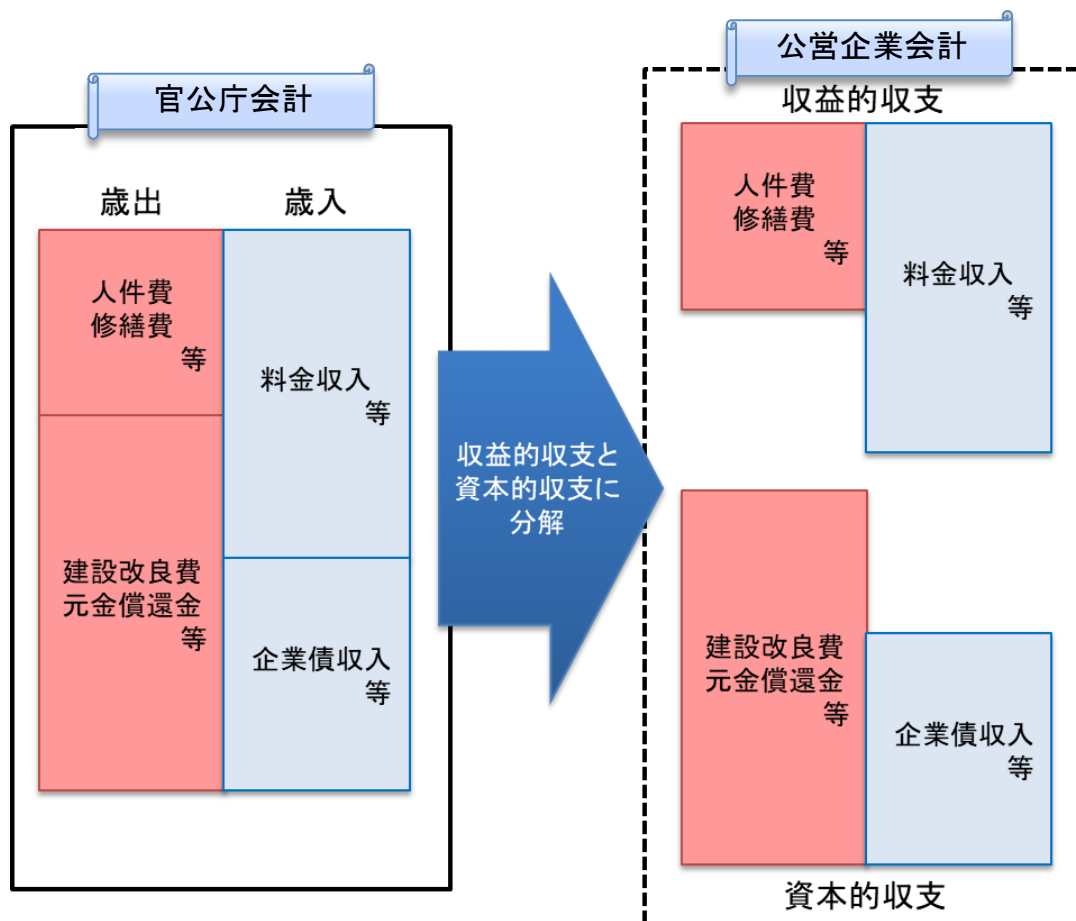 官公庁会計
歳出
歳入
人件費
修繕費
等
建設改良費
元金償還金
等
料金収入
等
企業債収入
等
収益的収支と
資本的収支に
分解
公営企業会計
収益的収支
人件費
修繕費
等
料金収入
等
建設改良費
元金償還金
等
企業債収入
等
資本的収支